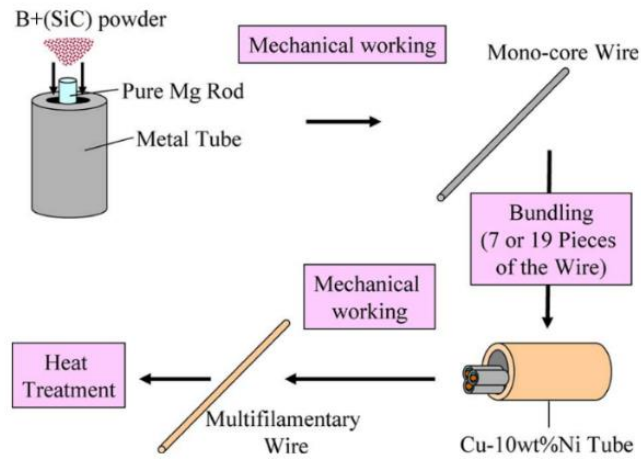 B+(SiC) powder
Pure Mg Rod
Metal Tube
Mechanical working
Mono-core Wire
Bundling
(7 or 19 Pieces
of the Wire)
Cu-10wt%Ni Tube
Mechanical
working
Multifilamentary
Wire
Heat
Treatment